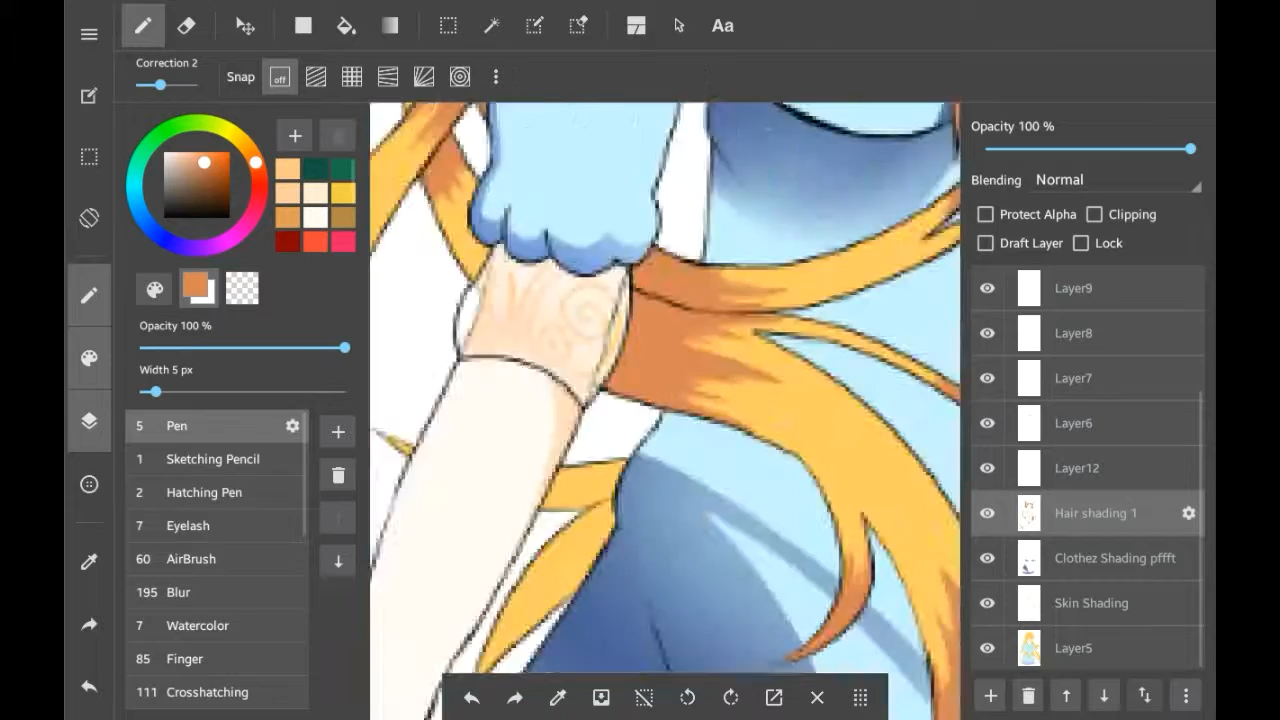 Aa
Correction 2
Snap
off
Opacity 100 %
Width 5 px
5 Pen
1 Sketching Pencil
2 Hatching Pen
7 Eyelash
60 AirBrush
195 Blur
7 Watercolor
85 Finger
111 Crosshatching
Opacity 100 %
Blending Normal
Protect Alpha Clipping
Draft Layer Lock
Layer9
Layer8
Layer7
Layer6
Layer12
Hair shading 1
Clothez Shading pffft
Skin Shading
Layer5